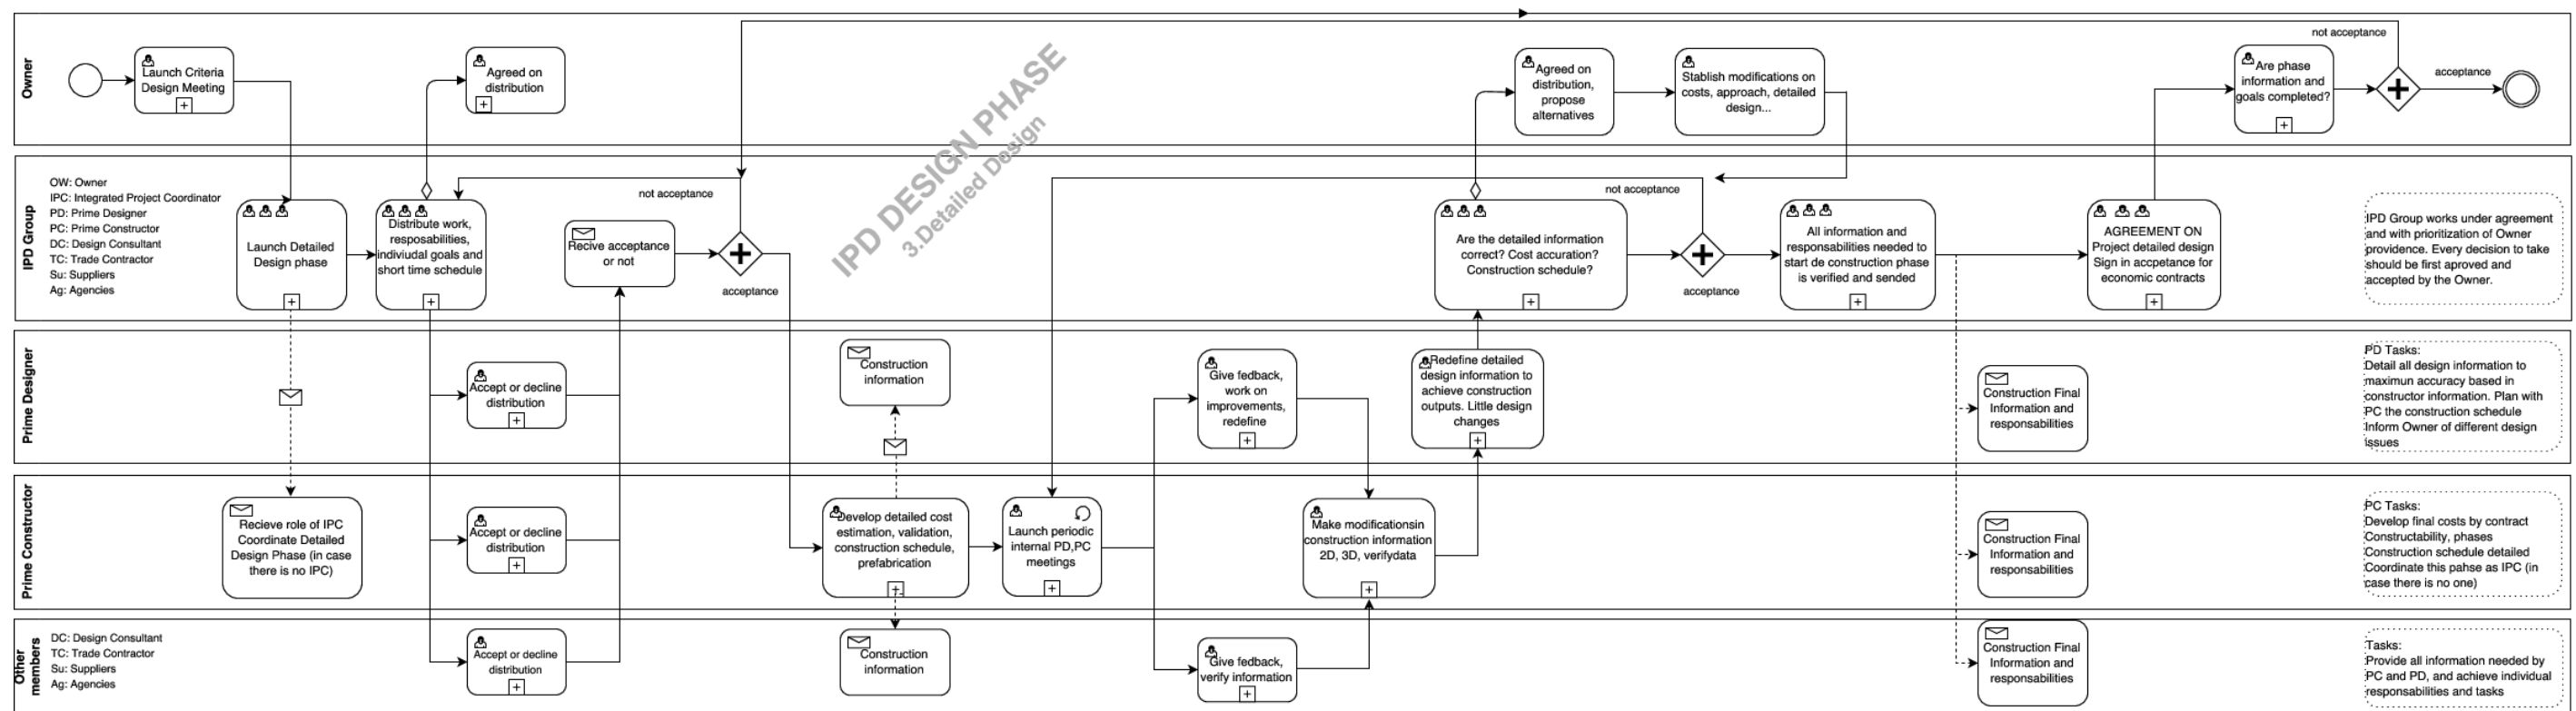 Owner
Launch Criteria
Design Meeting
Agreed on
distribution
IPD DESIGN PHASE
3.Detailed Design
Agreed on
distribution,
propose
alternatives
Stablish modifications on
costs, approach, detailed
design...
Are phase
information and
goals completed?
not acceptance
acceptance
IPD Group
OW: Owner
IPC: Integrated Project Coordinator
PD: Prime Designer
PC: Prime Constructor
DC: Design Consultant
TC: Trade Contractor
Su: Suppliers
Ag: Agencies
Launch Detailed
Design phase
Distribute work,
resposabilities,
indiviudal goals and
short time schedule
Recive acceptance
or not
not acceptance
acceptance
Are the detailed information
correct? Cost accuration?
Construction schedule?
not acceptance
acceptance
All information and
responsabilities needed to
start de construction phase
is verified and sended
AGREEMENT ON
Project detailed design
Sign in accpetance for
economic contracts
IPD Group works under agreement
and with prioritization of Owner
providence. Every decision to take
should be first aproved and
accepted by the Owner.
Prime Designer
Accept or decline
distribution
Construction
information
Give fedback,
work on
improvements,
redefine
Redefine detailed
design information to
achieve construction
outputs. Little design
changes
Construction Final
Information and
responsabilities
PD Tasks:
Detail all design information to
maximun accuracy based in
constructor information. Plan with
PC the construction schedule
Inform Owner of different design
issues
Prime Constructor
Recieve role of IPC
Coordinate Detailed
Design Phase (in case
there is no IPC)
Accept or decline
distribution
Develop detailed cost
estimation, validation,
construction schedule,
prefabrication
Launch periodic
internal PD,PC
meetings
Make modificationsin
construction information
2D, 3D, verifydata
Construction Final
Information and
responsabilities
PC Tasks:
Develop final costs by contract
Constructability, phases
Construction schedule detailed
Coordinate this pahse as IPC (in
case there is no one)
Other
members
DC: Design Consultant
TC: Trade Contractor
Su: Suppliers
Ag: Agencies
Accept or decline
distribution
Construction
information
Give fedback,
verify information
Construction Final
Information and
responsabilities
Tasks:
Provide all information needed by
PC and PD, and achieve individual
responsabilities and tasks